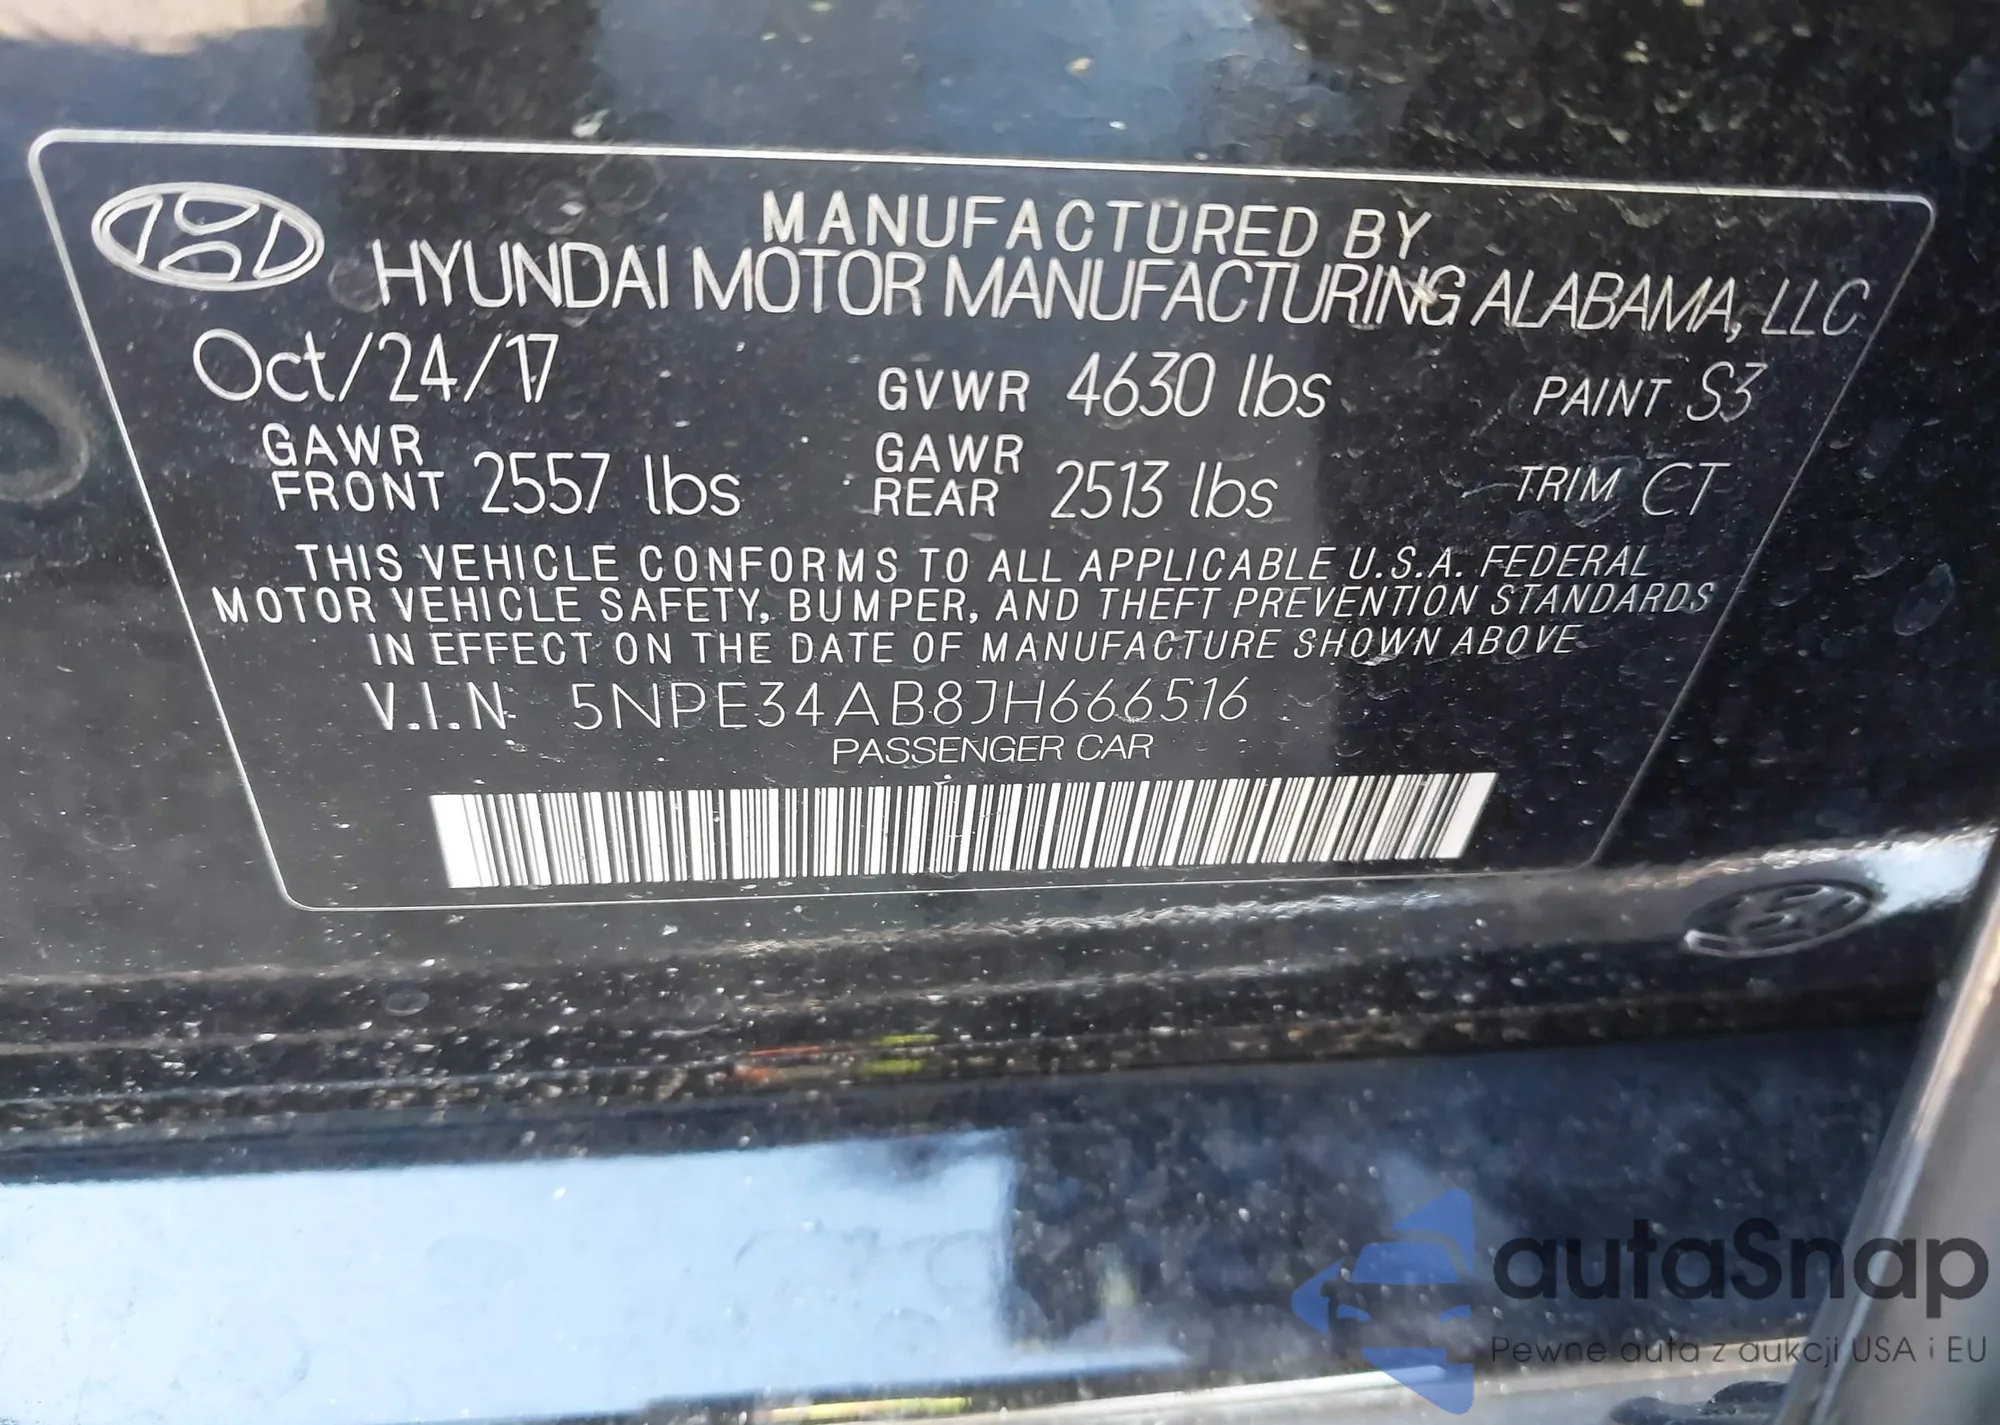 MANUFACTURED BY
HYUNDAI MOTOR MANUFACTURING ALABAMA, LLC
Oct/24/17 GVWR 4630 lbs PAINT S3
GAWR FRONT 2557 lbs GAWR REAR 2513 lbs TRIM CT
THIS VEHICLE CONFORMS TO ALL APPLICABLE U.S.A. FEDERAL
MOTOR VEHICLE SAFETY, BUMPER, AND THEFT PREVENTION STANDARDS
IN EFFECT ON THE DATE OF MANUFACTURE SHOWN ABOVE
V.I.N. 5NPE34AB8JH666516
PASSENGER CAR
autaSnap
Pewne auta z aukcji USA i EU